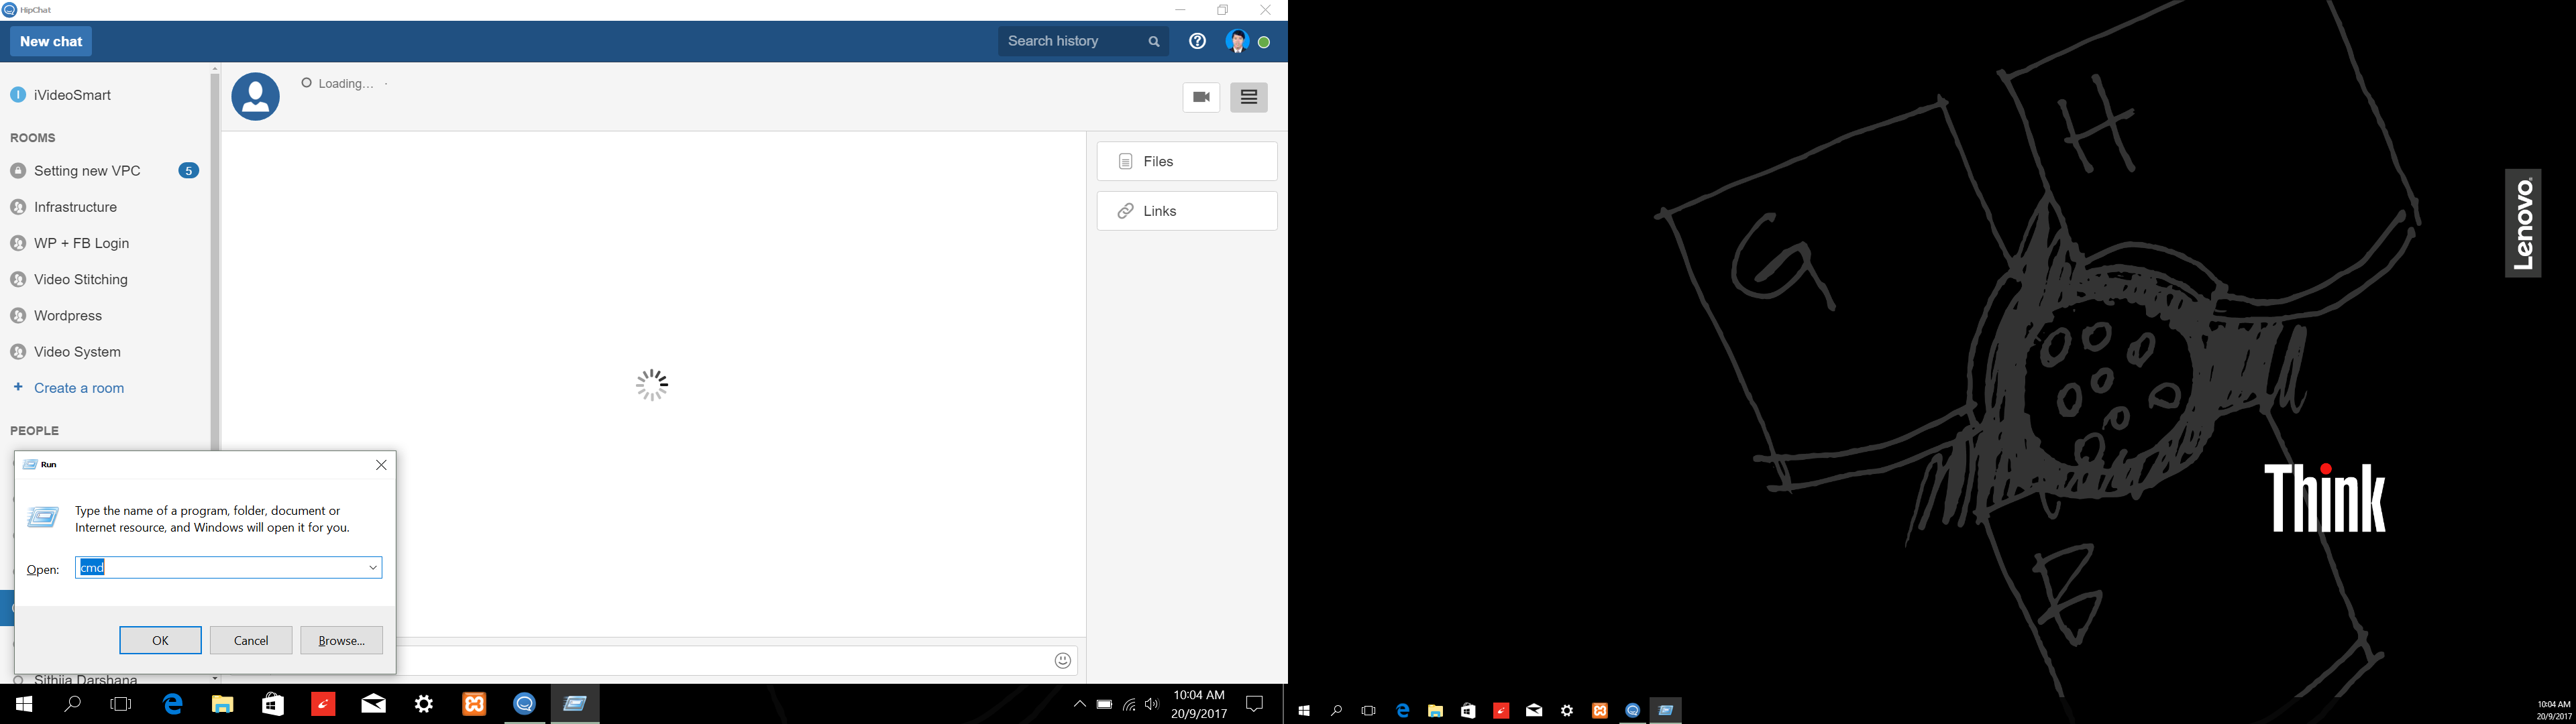 HipChat
New chat
Search history
iVideoSmart
Loading...
ROOMS
Setting new VPC 5
Infrastructure
WP + FB Login
Video Stitching
Wordpress
Video System
+ Create a room
PEOPLE
Files
Links
Run
Type the name of a program, folder, document or
Internet resource, and Windows will open it for you.
Open: cmd
OK Cancel Browse...
Sithija Darshana
10:04 AM
20/9/2017
G
H
B
Lenovo
Think
10:04 AM
20/9/2017